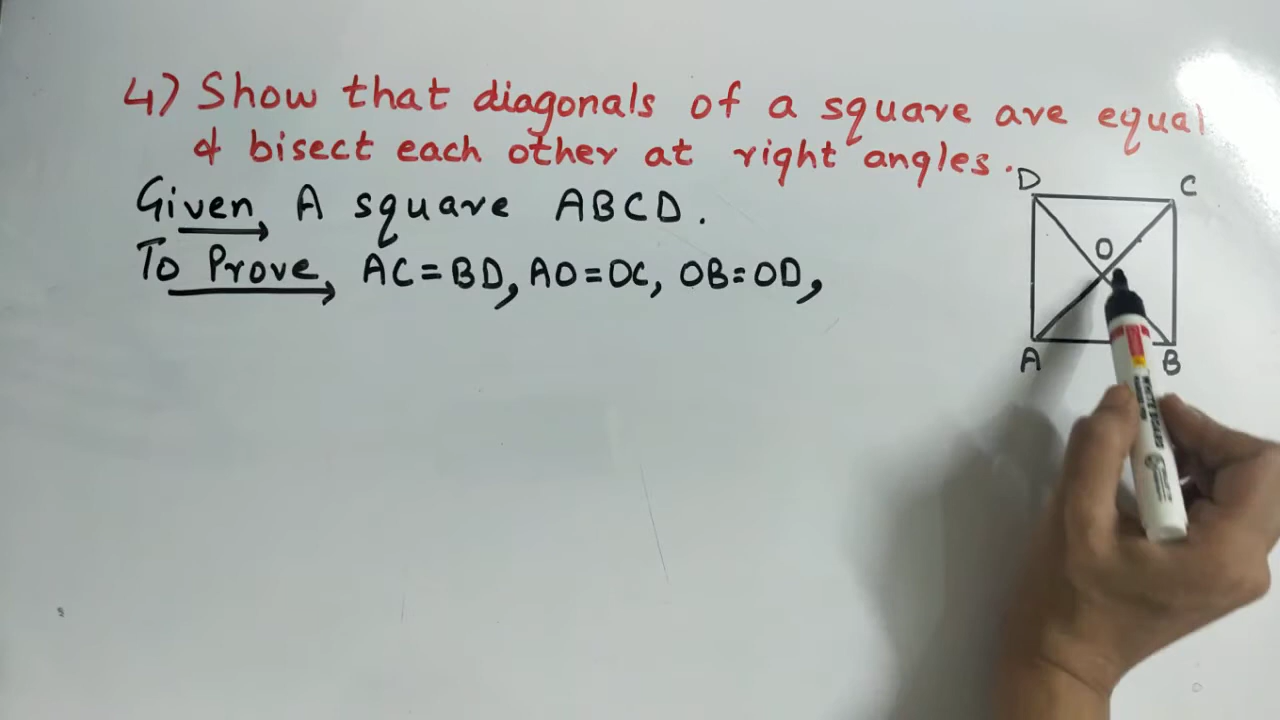 4) Show that diagonals of a square are equal
& bisect each other at right angles.
Given, A square ABCD.
To Prove, AC=BD, AO=OC, OB=OD,
D
C
O
A
B